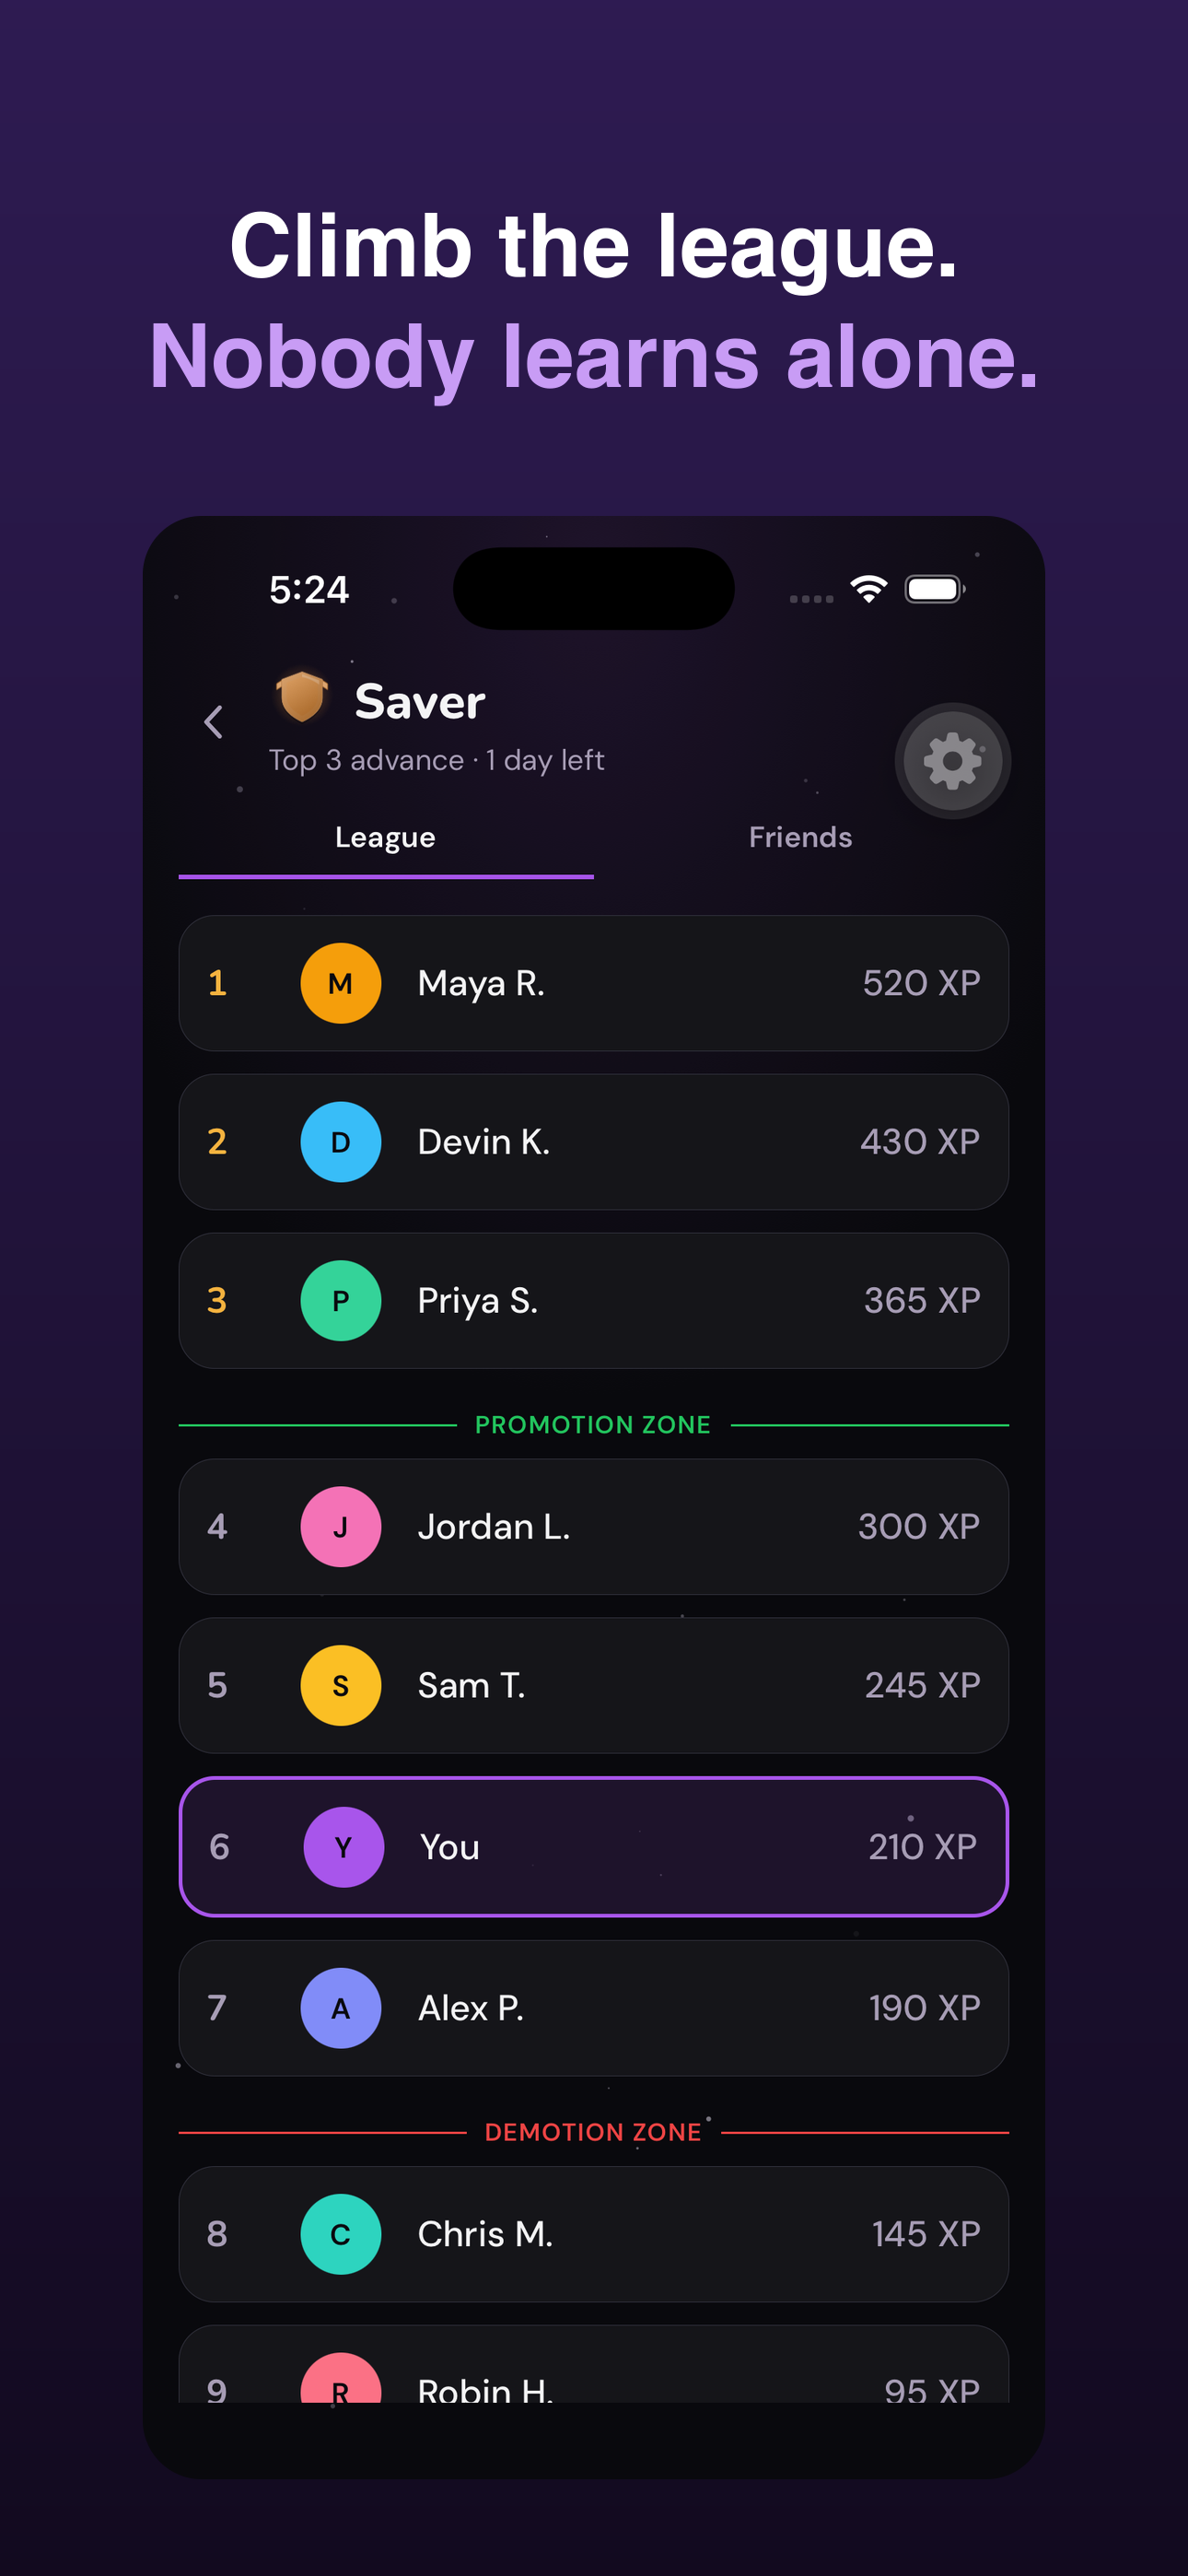 Climb the league.
Nobody learns alone.
5:24
Saver
Top 3 advance · 1 day left
League Friends
1 M Maya R. 520 XP
2 D Devin K. 430 XP
3 P Priya S. 365 XP
PROMOTION ZONE
4 J Jordan L. 300 XP
5 S Sam T. 245 XP
6 Y You 210 XP
7 A Alex P. 190 XP
DEMOTION ZONE
8 C Chris M. 145 XP
9 R Robin H. 95 XP